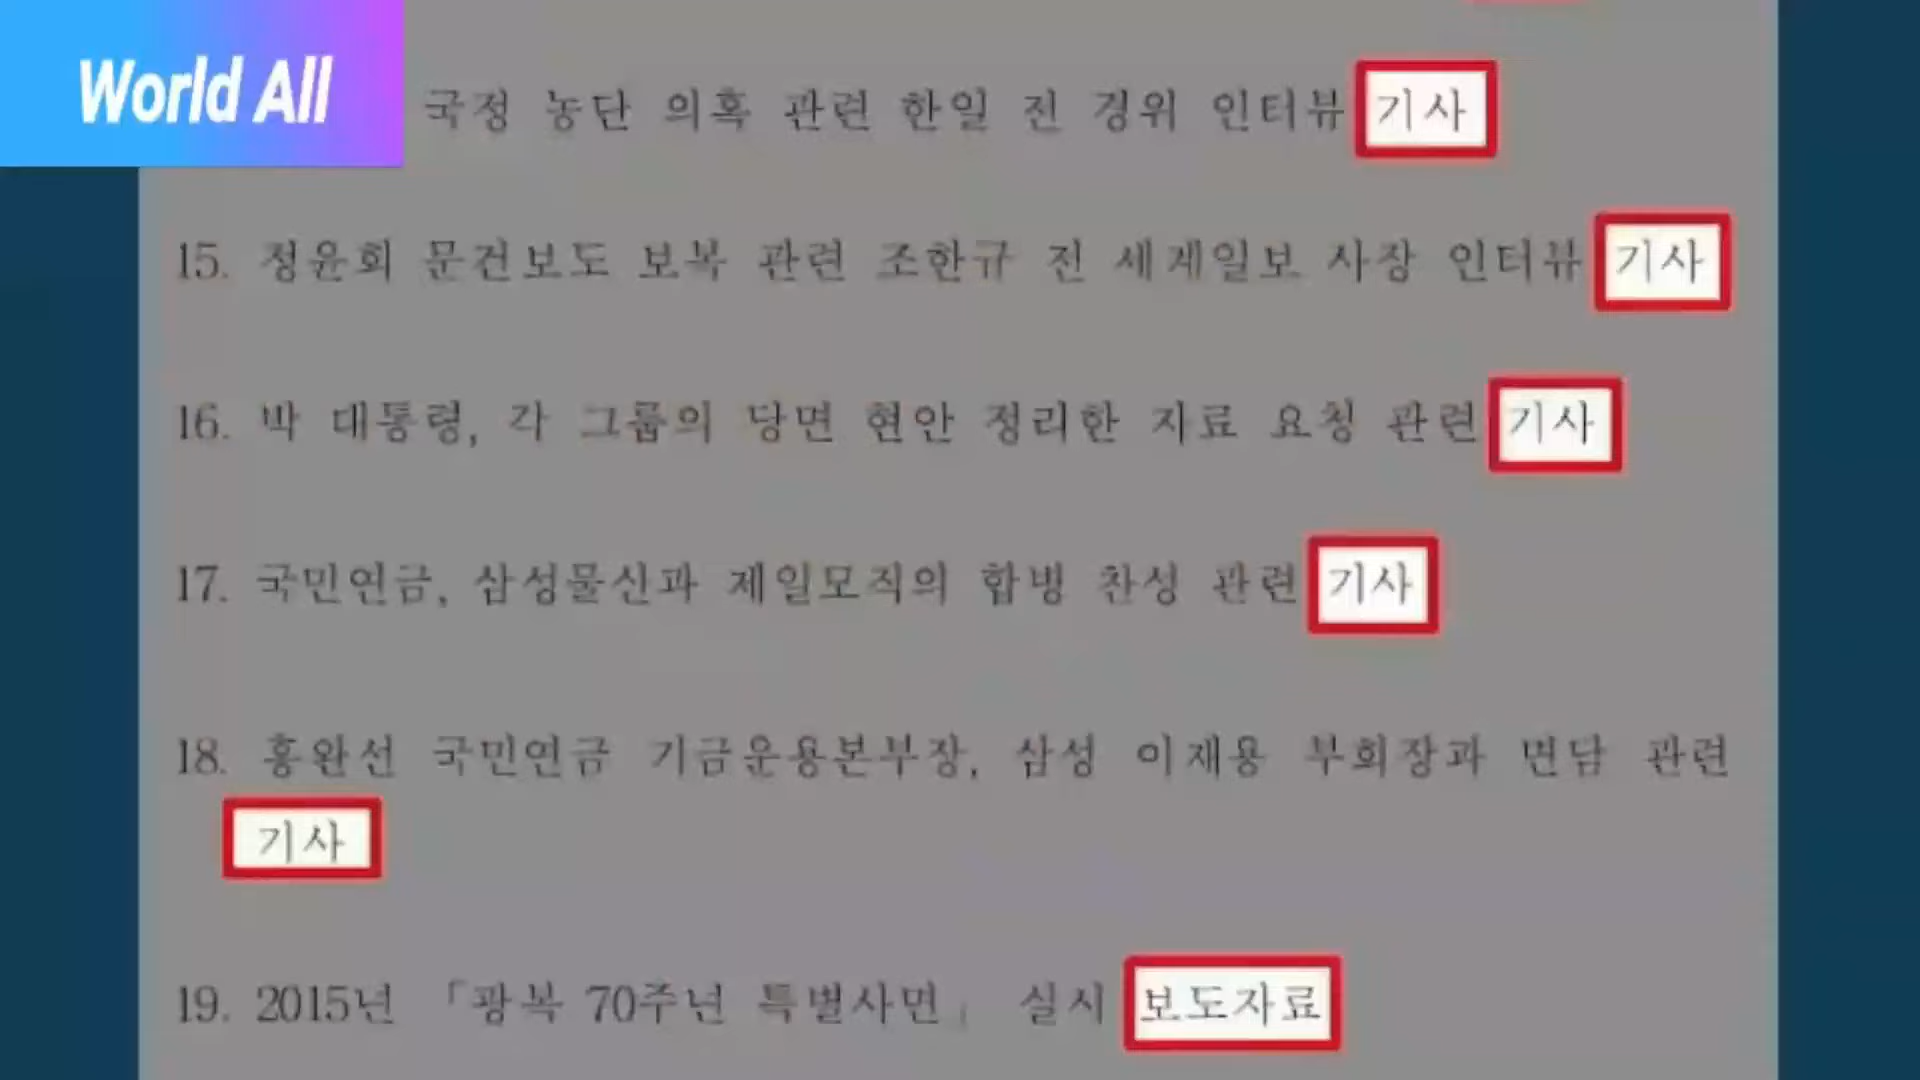 World All
국정 농단 의혹 관련 한일 전 경위 인터뷰 기사
15. 정윤회 문건보도 보복 관련 조한규 전 세계일보 사장 인터뷰 기사
16. 박 대통령, 각 그룹의 당면 현안 정리한 자료 요청 관련 기사
17. 국민연금, 삼성물산과 제일모직의 합병 찬성 관련 기사
18. 홍완선 국민연금 기금운용본부장, 삼성 이재용 부회장과 면담 관련
기사
19. 2015년 「광복 70주년 특별사면」 실시 보도자료